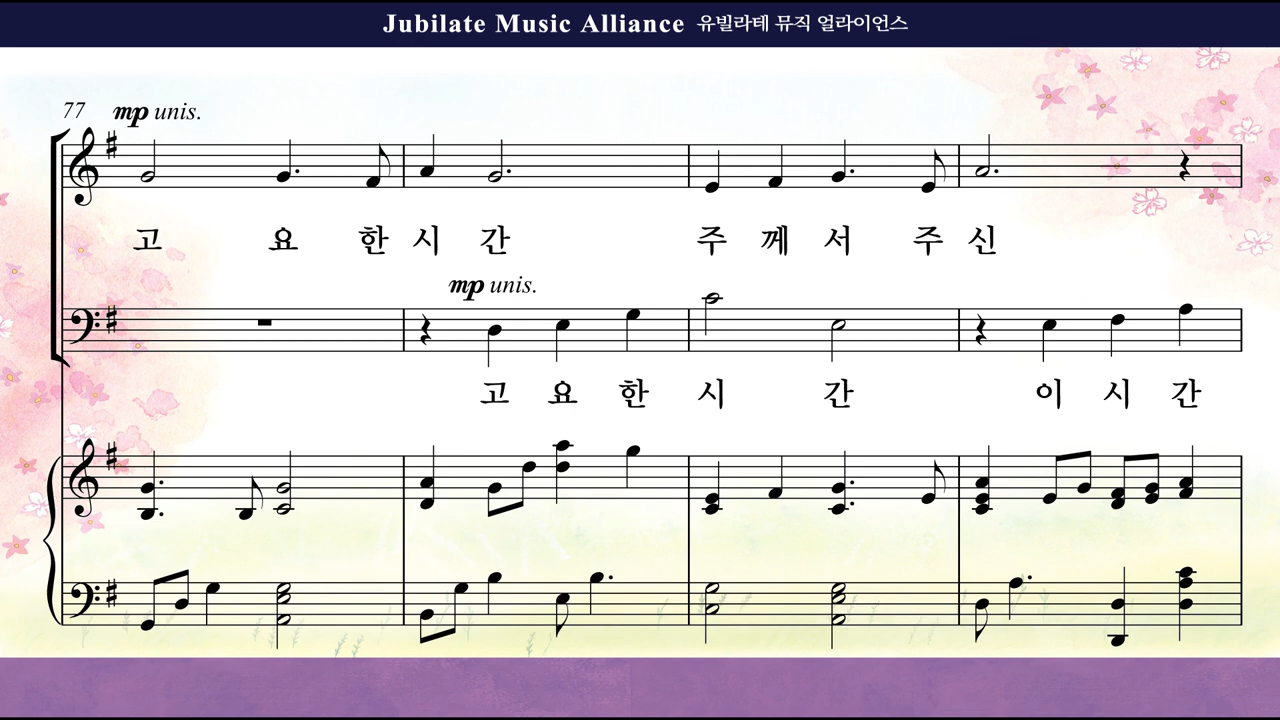 Jubilate Music Alliance 유빌라테 뮤직 얼라이언스
77 mp unis.
고 요 한 시 간 주 께 서 주 신
mp unis.
고 요 한 시 간 이 시 간